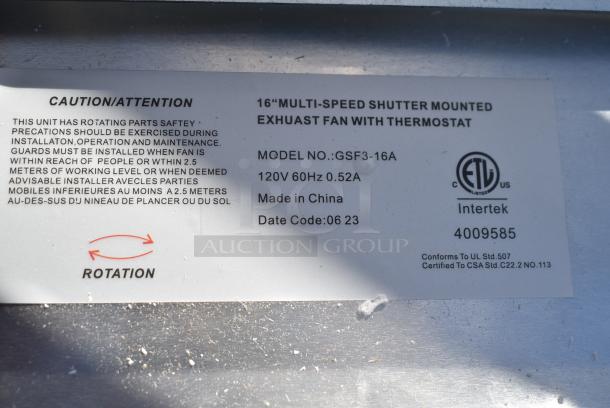 CAUTION/ATTENTION
THIS UNIT HAS ROTATING PARTS SAFTEY
PRECATIONS SHOULD BE EXERCISED DURING
INSTALLATON, OPERATION AND MAINTENANCE.
GUARDS MUST BE INSTALLED WHEN FAN IS
WITHIN REACH OF PEOPLE OR WTHIN 2.5
METERS OF WORKING LEVEL OR WHEN DEEMED
ADVISABLE INSTALLER AVECLES PARTIES
MOBILES INFERIEURES AU MOINS A 2.5 METERS
AU-DES-SUS DIJ NINEAU DE PLANCER OU DU SOL
ROTATION
16"MULTI-SPEED SHUTTER MOUNTED
EXHUAST FAN WITH THERMOSTAT
MODEL NO.:GSF3-16A
120V 60Hz 0.52A
Made in China
Date Code:06 23
C ETL US
LISTED
Intertek
4009585
Conforms To UL Std.507
Certified To CSA Std.C22.2 NO.113
PCI
AUCTION GROUP